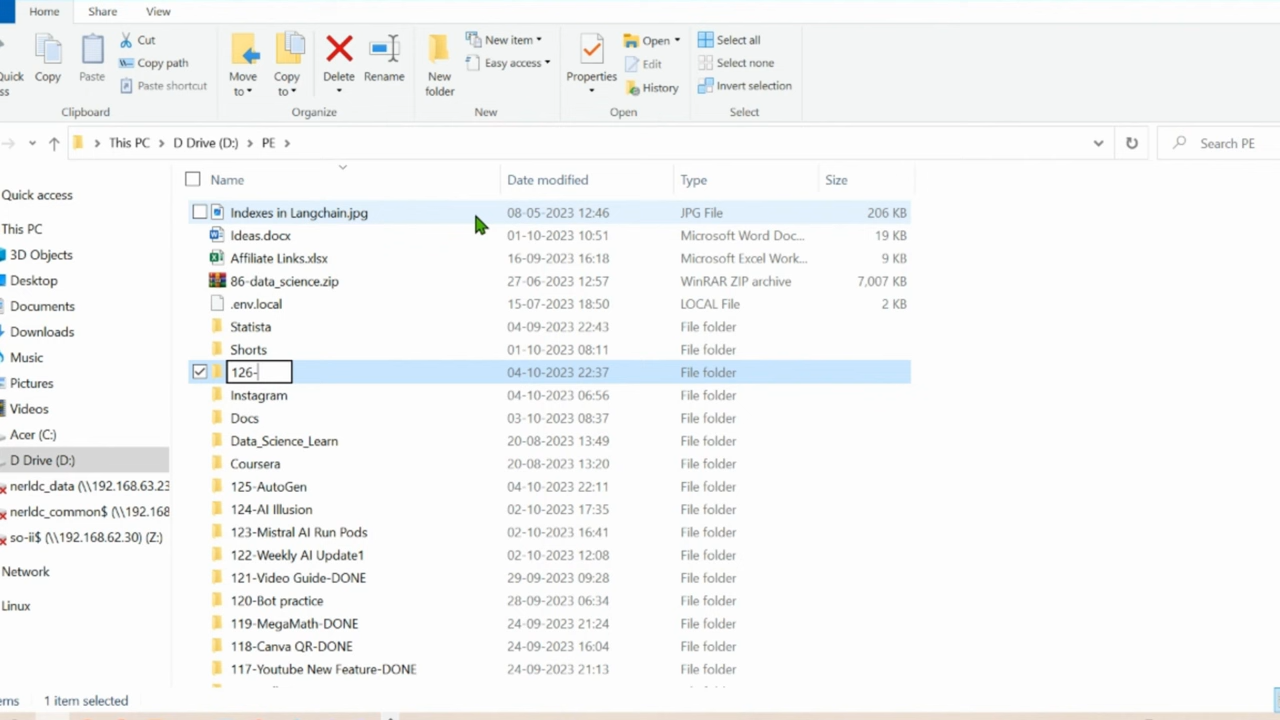 Home Share View
Quick
ss
Copy
Paste
Cut
Copy path
Paste shortcut
Clipboard
Move
to
Copy
to
Delete
Rename
Organize
New
folder
New item
Easy access
New
Properties
Open
Edit
History
Open
Select all
Select none
Invert selection
Select
This PC D Drive (D:) PE
Search PE
Quick access
This PC
3D Objects
Desktop
Documents
Downloads
Music
Pictures
Videos
Acer (C:)
D Drive (D:)
nerldc_data (\\192.168.63.23
nerldc_common$ (\\192.168
so-ii$ (\\192.168.62.30) (Z:)
Network
Linux
Name Date modified Type Size
Indexes in Langchain.jpg 08-05-2023 12:46 JPG File 206 KB
Ideas.docx 01-10-2023 10:51 Microsoft Word Doc... 19 KB
Affiliate Links.xlsx 16-09-2023 16:18 Microsoft Excel Work... 9 KB
86-data_science.zip 27-06-2023 12:57 WinRAR ZIP archive 7,007 KB
.env.local 15-07-2023 18:50 LOCAL File 2 KB
Statista 04-09-2023 22:43 File folder
Shorts 01-10-2023 08:11 File folder
126- 04-10-2023 22:37 File folder
Instagram 04-10-2023 06:56 File folder
Docs 03-10-2023 08:37 File folder
Data_Science_Learn 20-08-2023 13:49 File folder
Coursera 20-08-2023 13:20 File folder
125-AutoGen 04-10-2023 22:11 File folder
124-AI Illusion 02-10-2023 17:35 File folder
123-Mistral AI Run Pods 02-10-2023 16:41 File folder
122-Weekly AI Update1 02-10-2023 12:08 File folder
121-Video Guide-DONE 29-09-2023 09:28 File folder
120-Bot practice 28-09-2023 06:34 File folder
119-MegaMath-DONE 24-09-2023 21:24 File folder
118-Canva QR-DONE 24-09-2023 16:04 File folder
117-Youtube New Feature-DONE 24-09-2023 21:13 File folder
ems 1 item selected